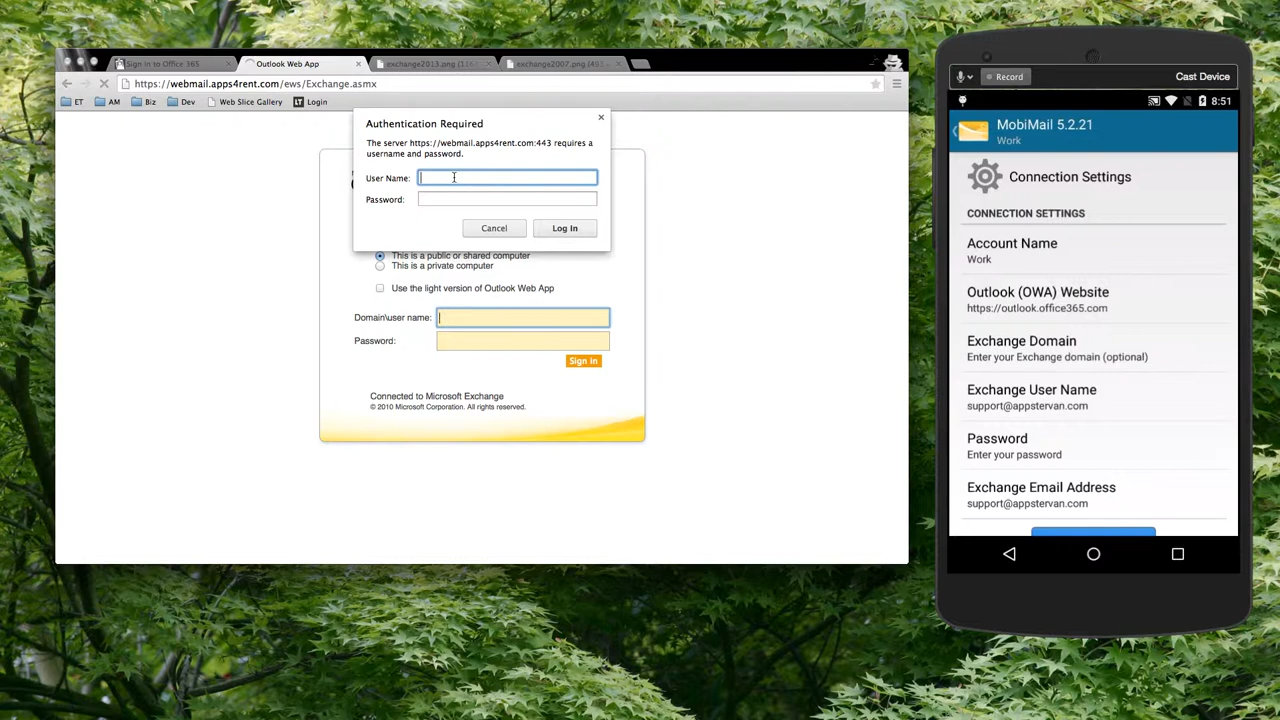 Sign In to Office 365
Outlook Web App
exchange2013.png (116
exchange2007.png (493
https://webmail.apps4rent.com/ews/Exchange.asmx
ET
AM
Biz
Dev
Web Slice Gallery
LT Login
Authentication Required
The server https://webmail.apps4rent.com:443 requires a
username and password.
User Name:
Password:
Cancel
Log In
This is a public or shared computer
This is a private computer
Use the light version of Outlook Web App
Domain\user name:
Password:
Sign in
Connected to Microsoft Exchange
© 2010 Microsoft Corporation. All rights reserved.
Record
Cast Device
8:51
MobiMail 5.2.21
Work
Connection Settings
CONNECTION SETTINGS
Account Name
Work
Outlook (OWA) Website
https://outlook.office365.com
Exchange Domain
Enter your Exchange domain (optional)
Exchange User Name
support@appstervan.com
Password
Enter your password
Exchange Email Address
support@appstervan.com